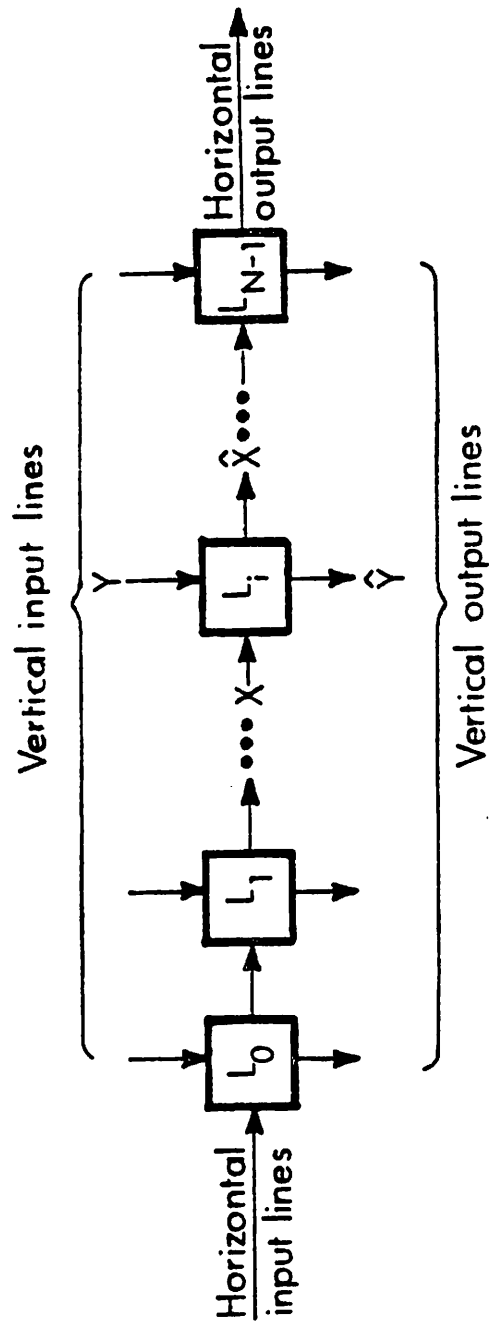 Vertical input lines
Y
Horizontal
input lines
L0
L1
••• X
Li
X̂ •••
LN-1
Horizontal
output lines
Ŷ
Vertical output lines